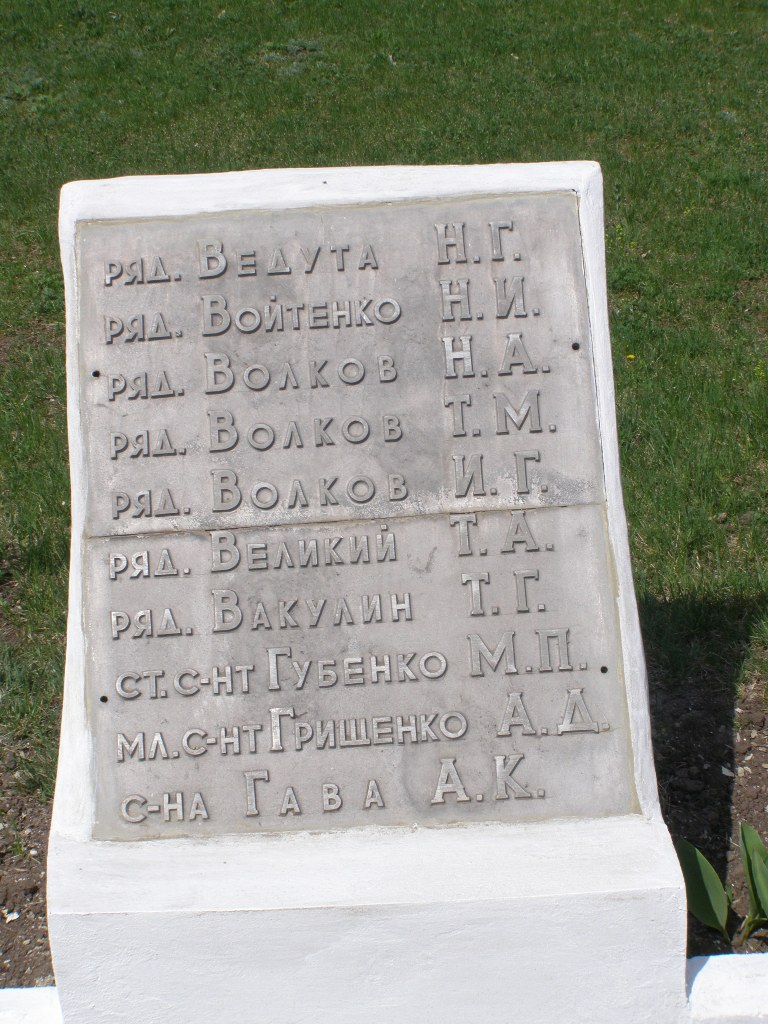 ряд. Ведута Н.Г.
ряд. Войтенко Н.И.
ряд. Волков Н.А.
ряд. Волков Т.М.
ряд. Волков И.Г.
ряд. Великий Т.А.
ряд. Вакулин Т.Г.
ст. с-нт Губенко М.П.
мл. с-нт Грищенко А.Д.
с-на Гава А.К.